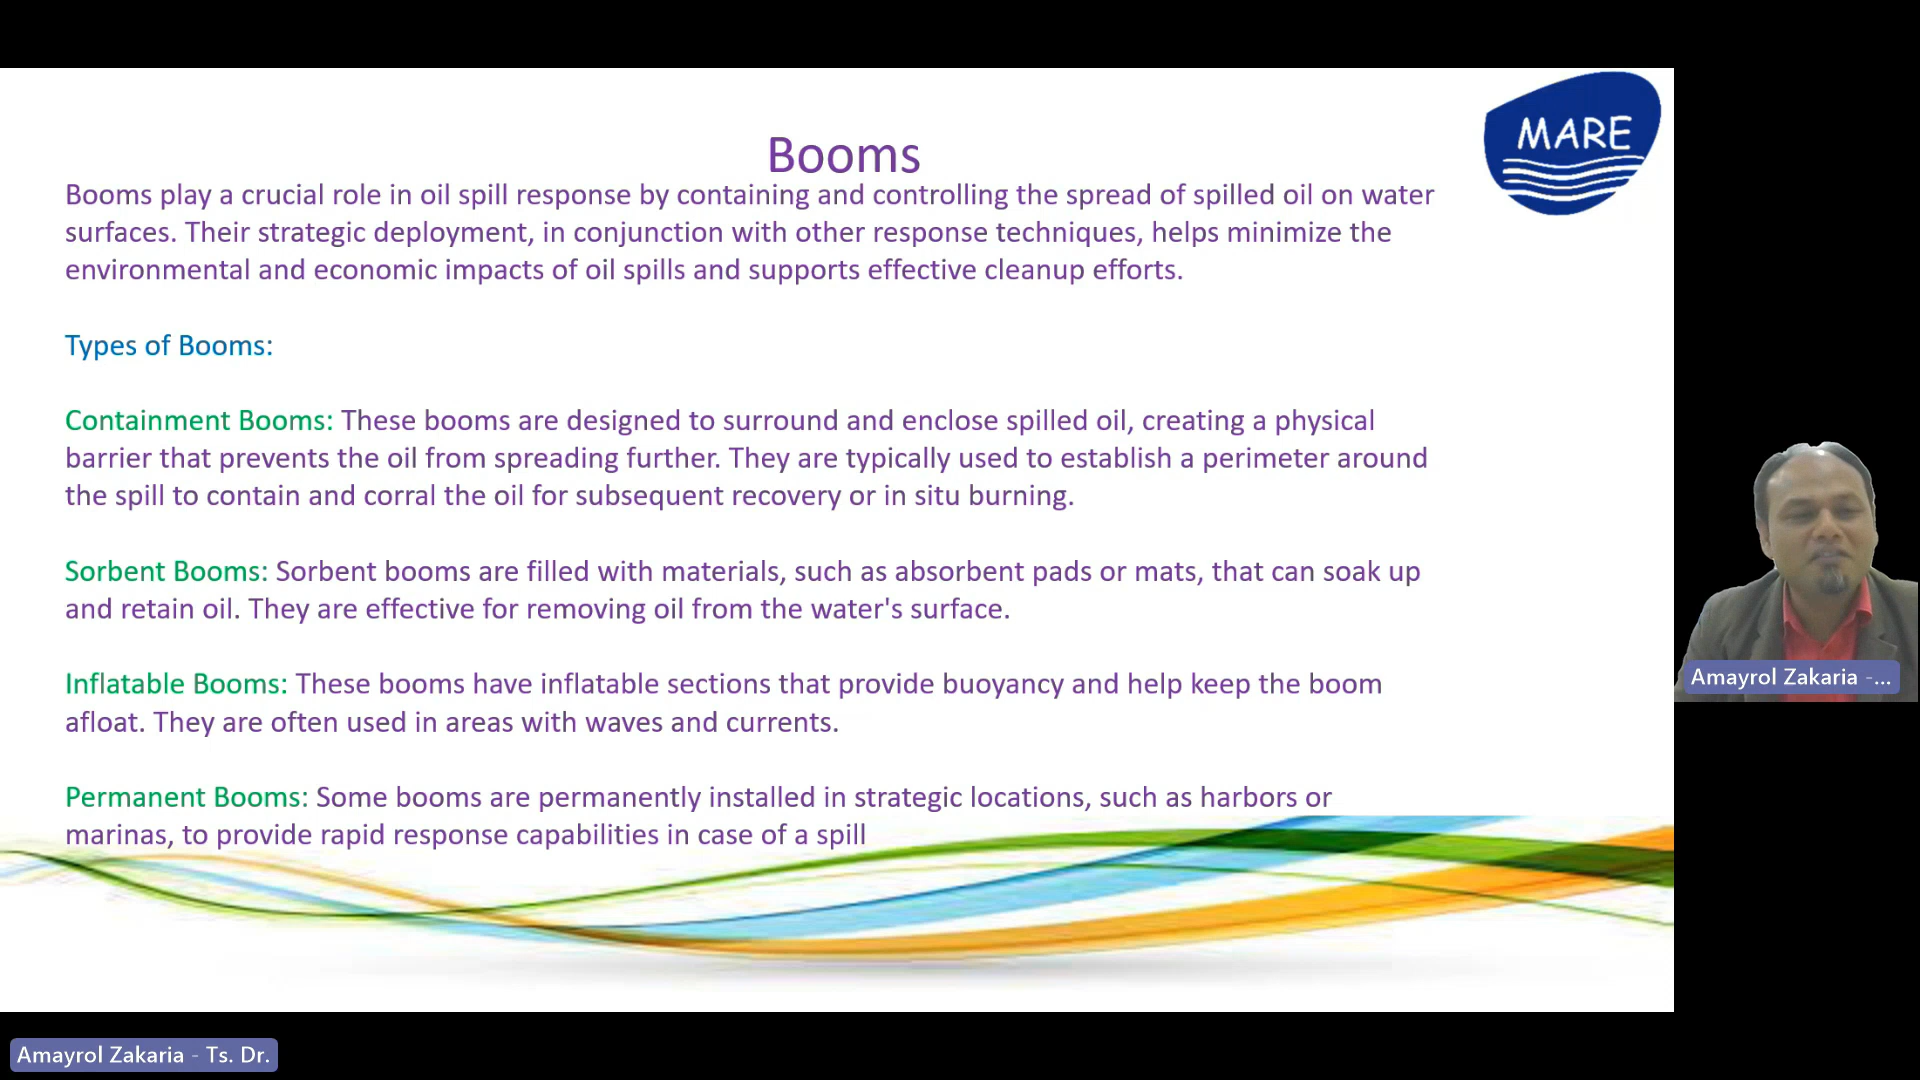 MARE
Booms
Booms play a crucial role in oil spill response by containing and controlling the spread of spilled oil on water
surfaces. Their strategic deployment, in conjunction with other response techniques, helps minimize the
environmental and economic impacts of oil spills and supports effective cleanup efforts.
Types of Booms:
Containment Booms: These booms are designed to surround and enclose spilled oil, creating a physical
barrier that prevents the oil from spreading further. They are typically used to establish a perimeter around
the spill to contain and corral the oil for subsequent recovery or in situ burning.
Sorbent Booms: Sorbent booms are filled with materials, such as absorbent pads or mats, that can soak up
and retain oil. They are effective for removing oil from the water's surface.
Inflatable Booms: These booms have inflatable sections that provide buoyancy and help keep the boom
afloat. They are often used in areas with waves and currents.
Permanent Booms: Some booms are permanently installed in strategic locations, such as harbors or
marinas, to provide rapid response capabilities in case of a spill
Amayrol Zakaria -...
Amayrol Zakaria - Ts. Dr.